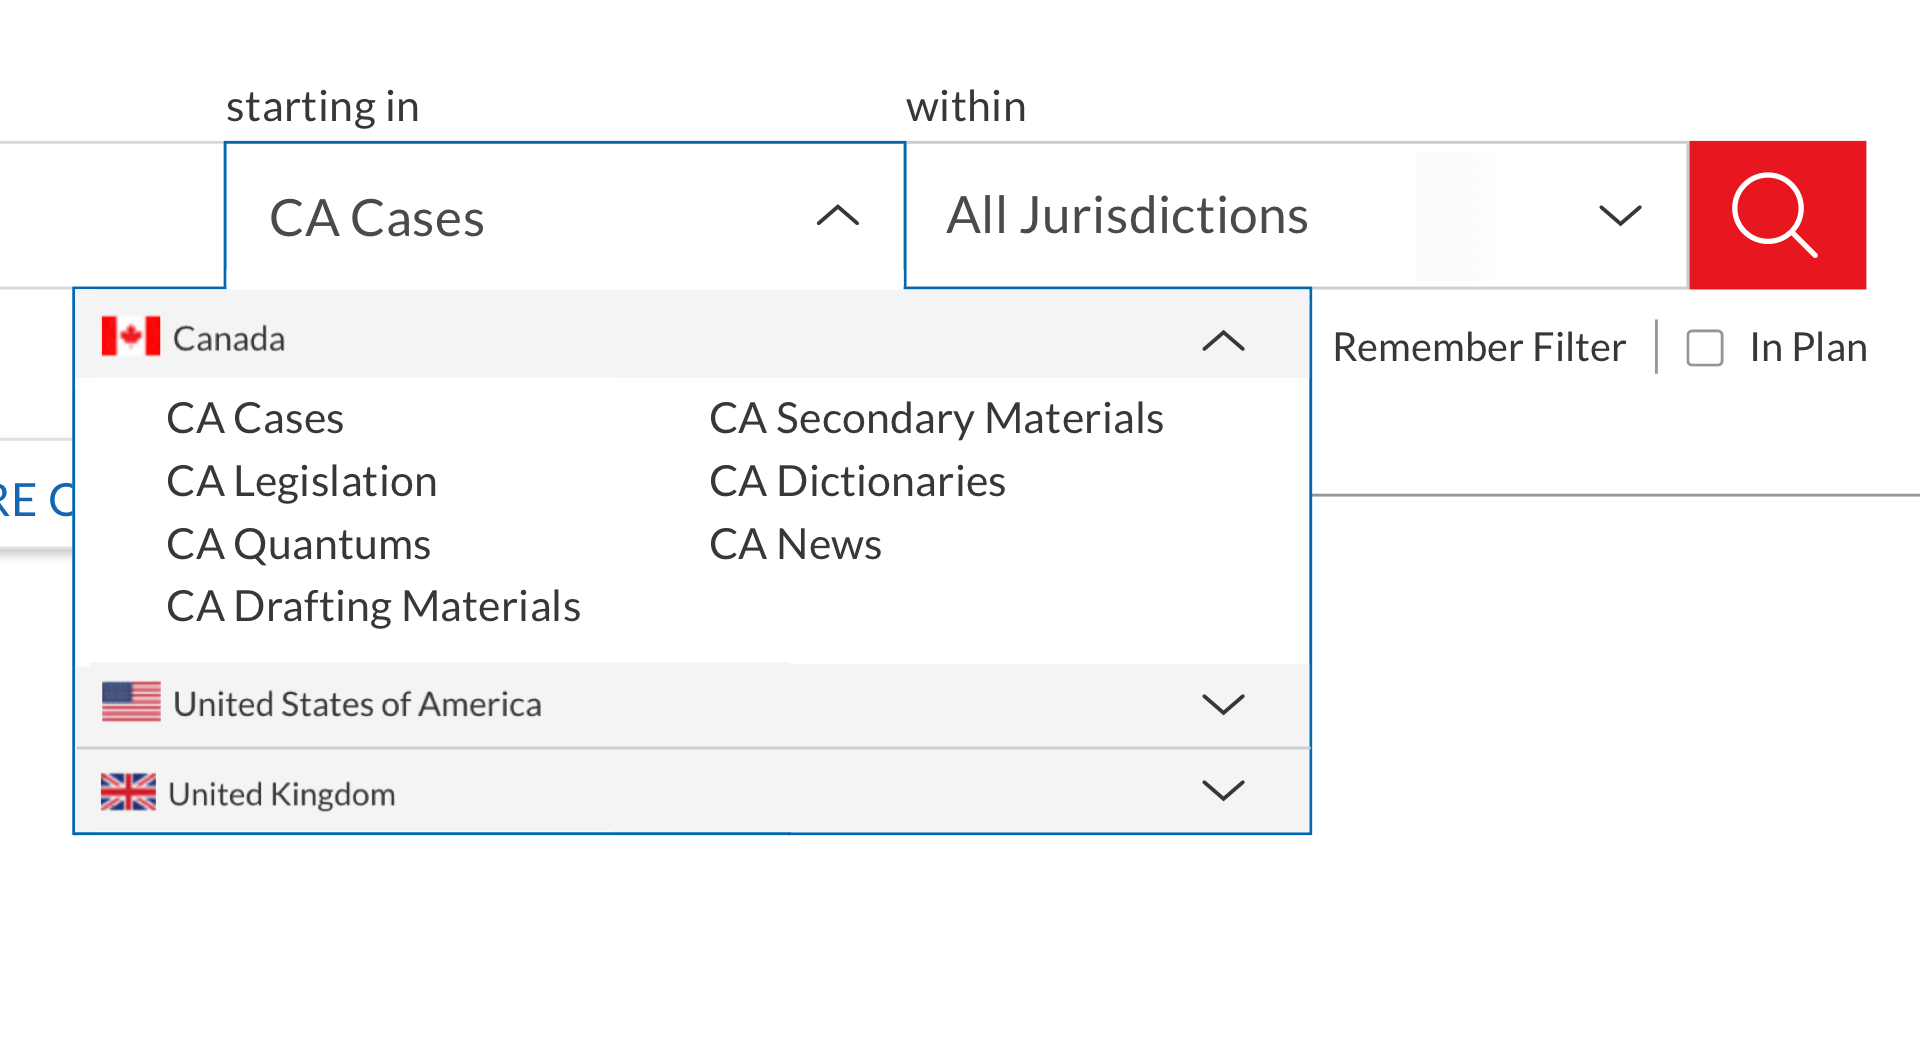 starting in
within
CA Cases
All Jurisdictions
Canada
Remember Filter
In Plan
CA Cases
CA Secondary Materials
CA Legislation
CA Dictionaries
RE
CA Quantums
CA News
CA Drafting Materials
United States of America
United Kingdom